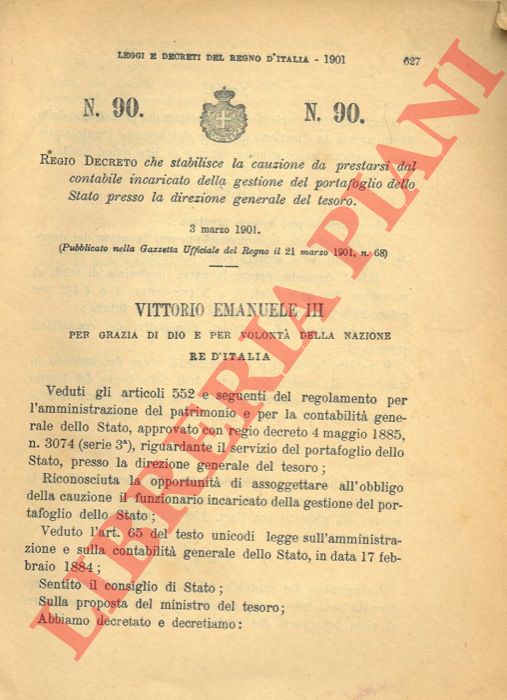 LEGGI E DECRETI DEL REGNO D'ITALIA - 1901 627
N. 90. N. 90.
REGIO DECRETO che stabilisce la cauzione da prestarsi dal
contabile incaricato della gestione del portafoglio dello
Stato presso la direzione generale del tesoro.
3 marzo 1901.
(Pubblicato nella Gazzetta Ufficiale del Regno il 21 marzo 1901, n. 68)
VITTORIO EMANUELE III
PER GRAZIA DI DIO E PER VOLONTÀ DELLA NAZIONE
RE D'ITALIA
Veduti gli articoli 552 e seguenti del regolamento per
l'amministrazione del patrimonio e per la contabilità gene-
rale dello Stato, approvato con regio decreto 4 maggio 1885,
n. 3074 (serie 3ª), riguardante il servizio del portafoglio dello
Stato, presso la direzione generale del tesoro;
Riconosciuta la opportunità di assoggettare all'obbligo
della cauzione il funzionario incaricato della gestione del por-
tafoglio dello Stato;
Veduto l'art. 65 del testo unicodi legge sull'amministra-
zione e sulla contabilità generale dello Stato, in data 17 feb-
braio 1884;
Sentito il consiglio di Stato;
Sulla proposta del ministro del tesoro;
Abbiamo decretato e decretiamo:
LIBRERIA PIANI